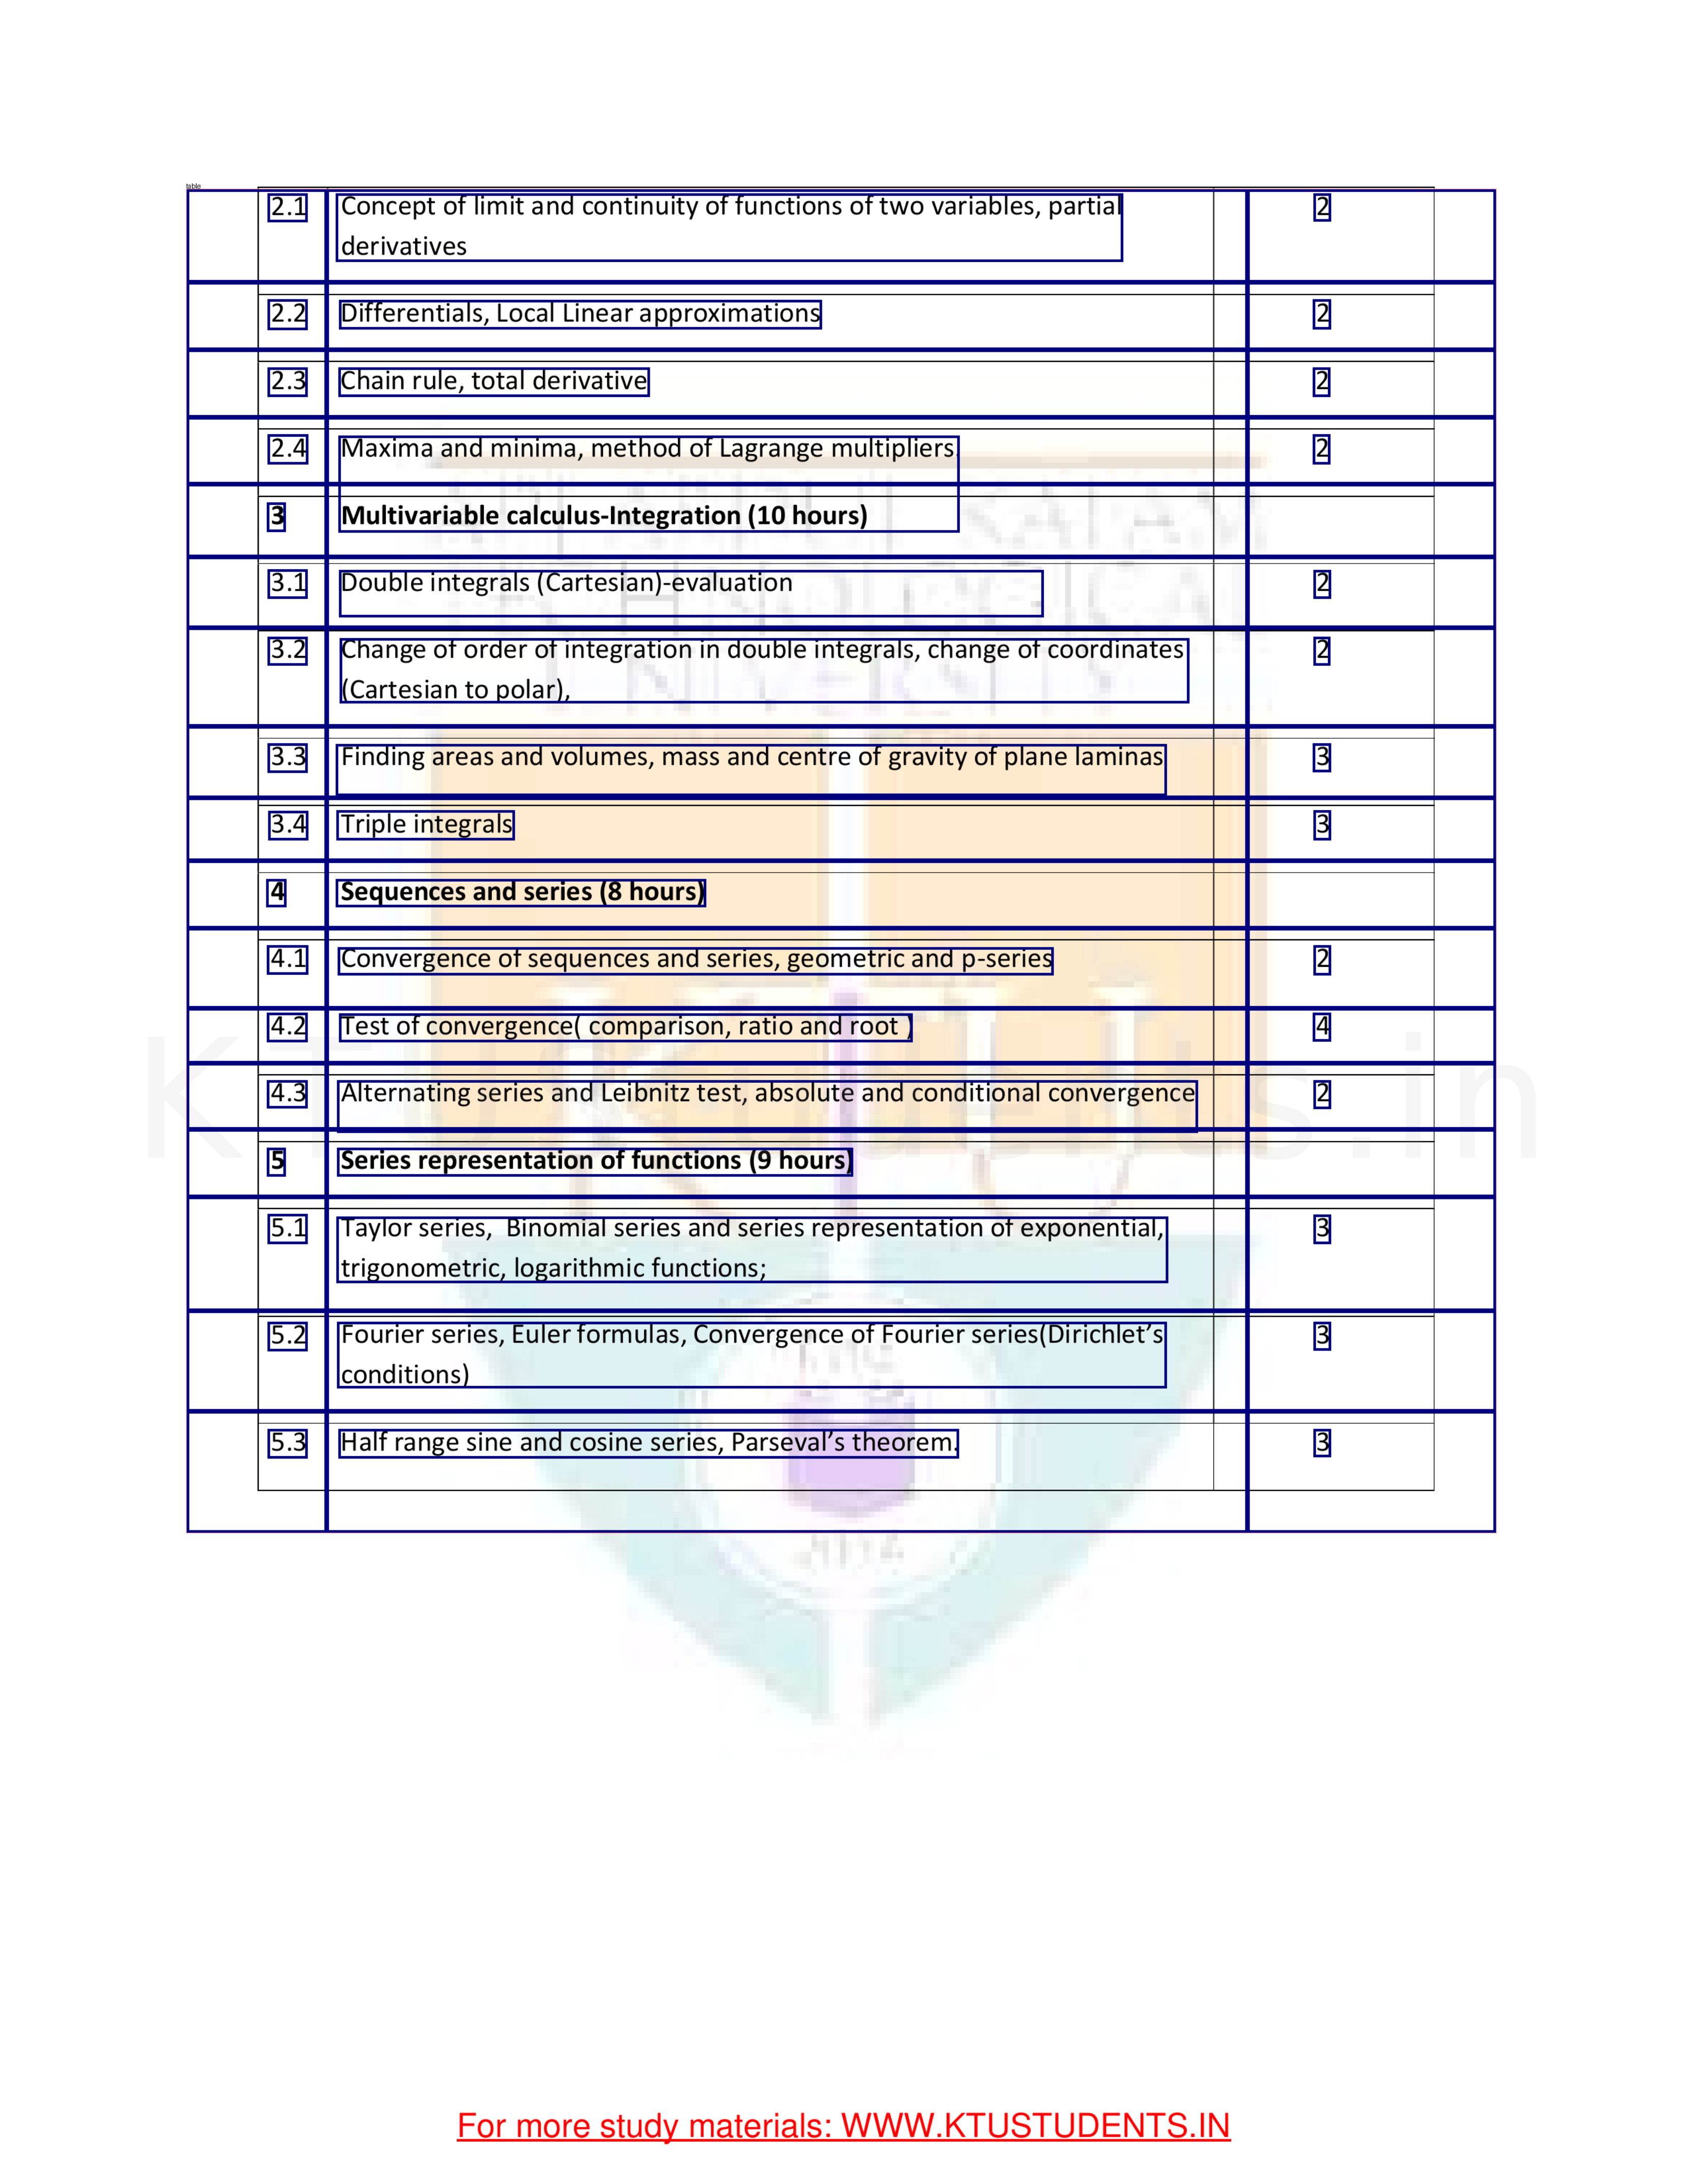 table
2.1 Concept of limit and continuity of functions of two variables, partial 2
derivatives
2.2 Differentials, Local Linear approximations 2
2.3 Chain rule, total derivative 2
2.4 Maxima and minima, method of Lagrange multipliers. 2
3 Multivariable calculus-Integration (10 hours)
3.1 Double integrals (Cartesian)-evaluation 2
3.2 Change of order of integration in double integrals, change of coordinates 2
(Cartesian to polar),
3.3 Finding areas and volumes, mass and centre of gravity of plane laminas 3
3.4 Triple integrals 3
4 Sequences and series (8 hours)
4.1 Convergence of sequences and series, geometric and p-series 2
4.2 Test of convergence( comparison, ratio and root ) 4
4.3 Alternating series and Leibnitz test, absolute and conditional convergence 2
5 Series representation of functions (9 hours)
5.1 Taylor series,  Binomial series and series representation of exponential, 3
trigonometric, logarithmic functions;
5.2 Fourier series, Euler formulas, Convergence of Fourier series(Dirichlet’s 3
conditions)
5.3 Half range sine and cosine series, Parseval’s theorem. 3
KTUStudents.in
KTU
2014
For more study materials: WWW.KTUSTUDENTS.IN